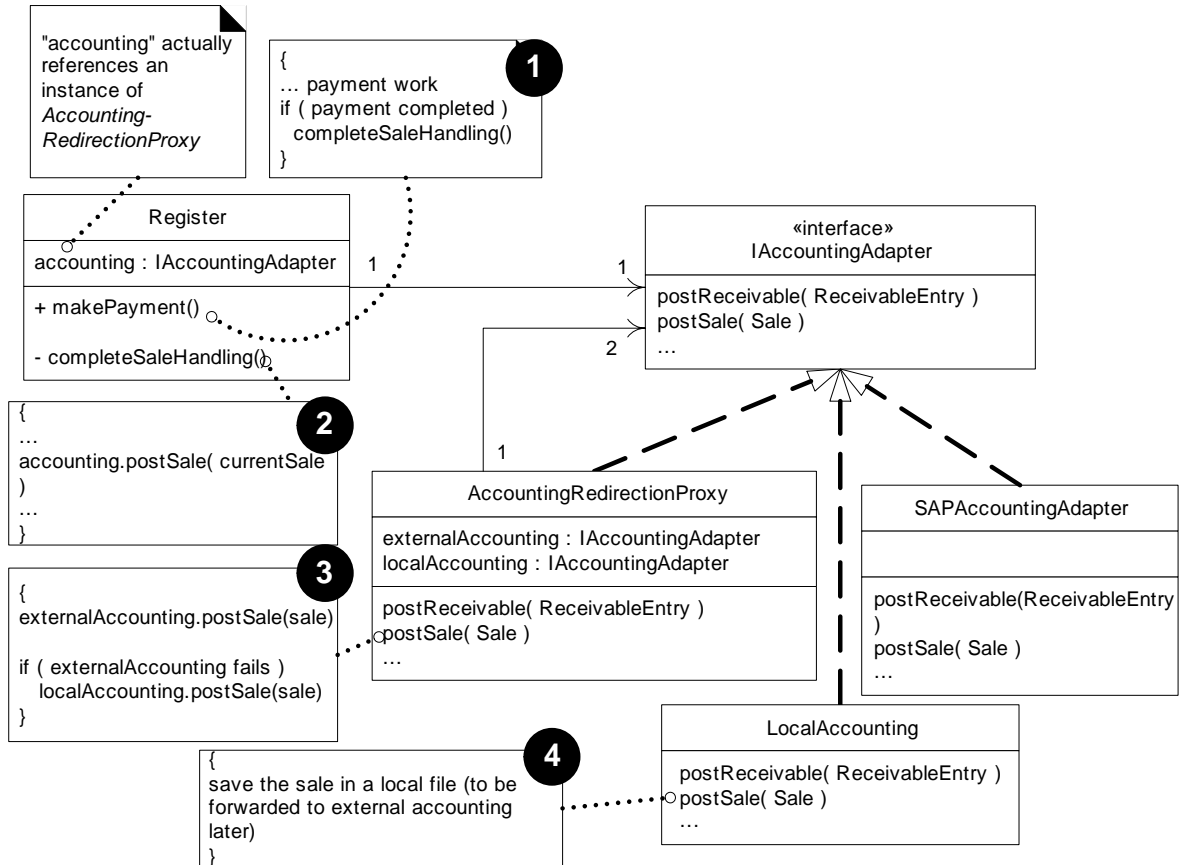 "accounting" actually
references an
instance of
Accounting-
RedirectionProxy
{
... payment work
if ( payment completed )
completeSaleHandling()
}
1
Register
accounting : IAccountingAdapter
+ makePayment()
- completeSaleHandling()
1
1
2
1
«interface»
IAccountingAdapter
postReceivable( ReceivableEntry )
postSale( Sale )
...
{
...
accounting.postSale( currentSale
)
...
}
2
AccountingRedirectionProxy
externalAccounting : IAccountingAdapter
localAccounting : IAccountingAdapter
postReceivable( ReceivableEntry )
postSale( Sale )
...
SAPAccountingAdapter
postReceivable(ReceivableEntry
)
postSale( Sale )
...
{
externalAccounting.postSale(sale)
if ( externalAccounting fails )
localAccounting.postSale(sale)
}
3
LocalAccounting
postReceivable( ReceivableEntry )
postSale( Sale )
...
{
save the sale in a local file (to be
forwarded to external accounting
later)
}
4